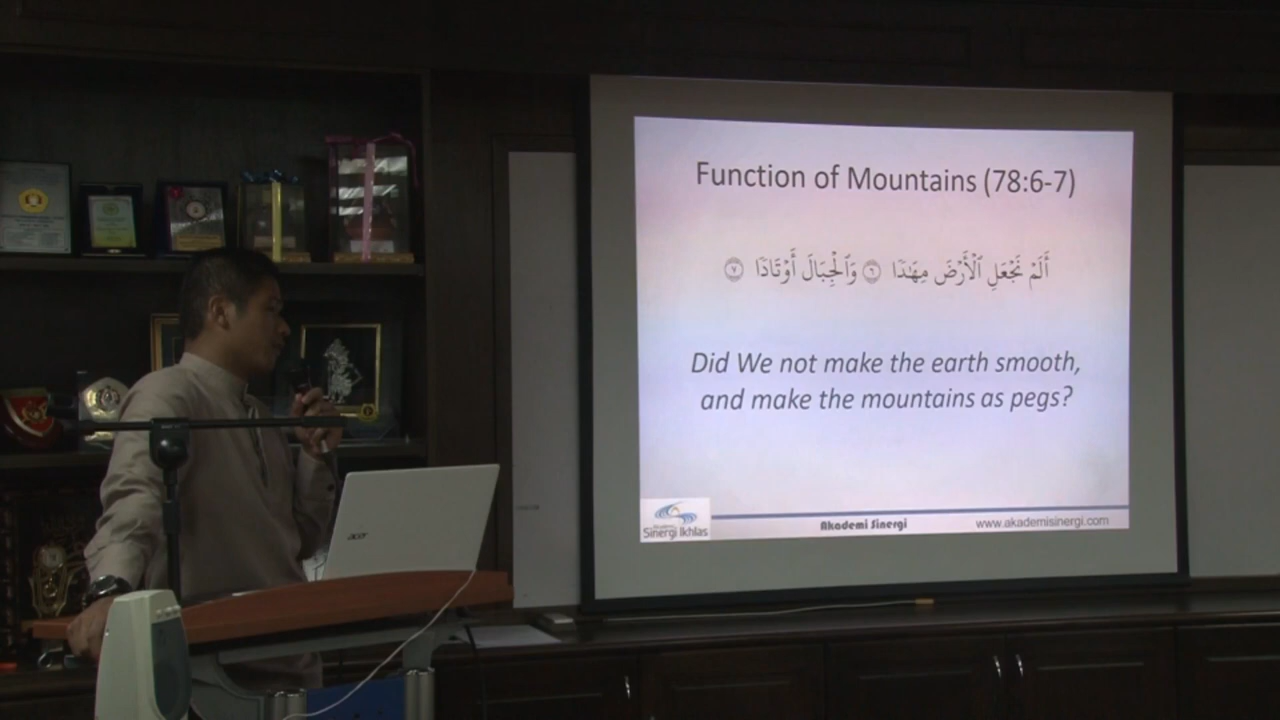 Function of Mountains (78:6-7)
أَلَمْ نَجْعَلِ ٱلْأَرْضَ مِهَـٰدًا ٦ وَٱلْجِبَالَ أَوْتَادًا ٧
Did We not make the earth smooth,
and make the mountains as pegs?
Sinergi Ikhlas
Akademi Sinergi
www.akademisinergi.com
acer